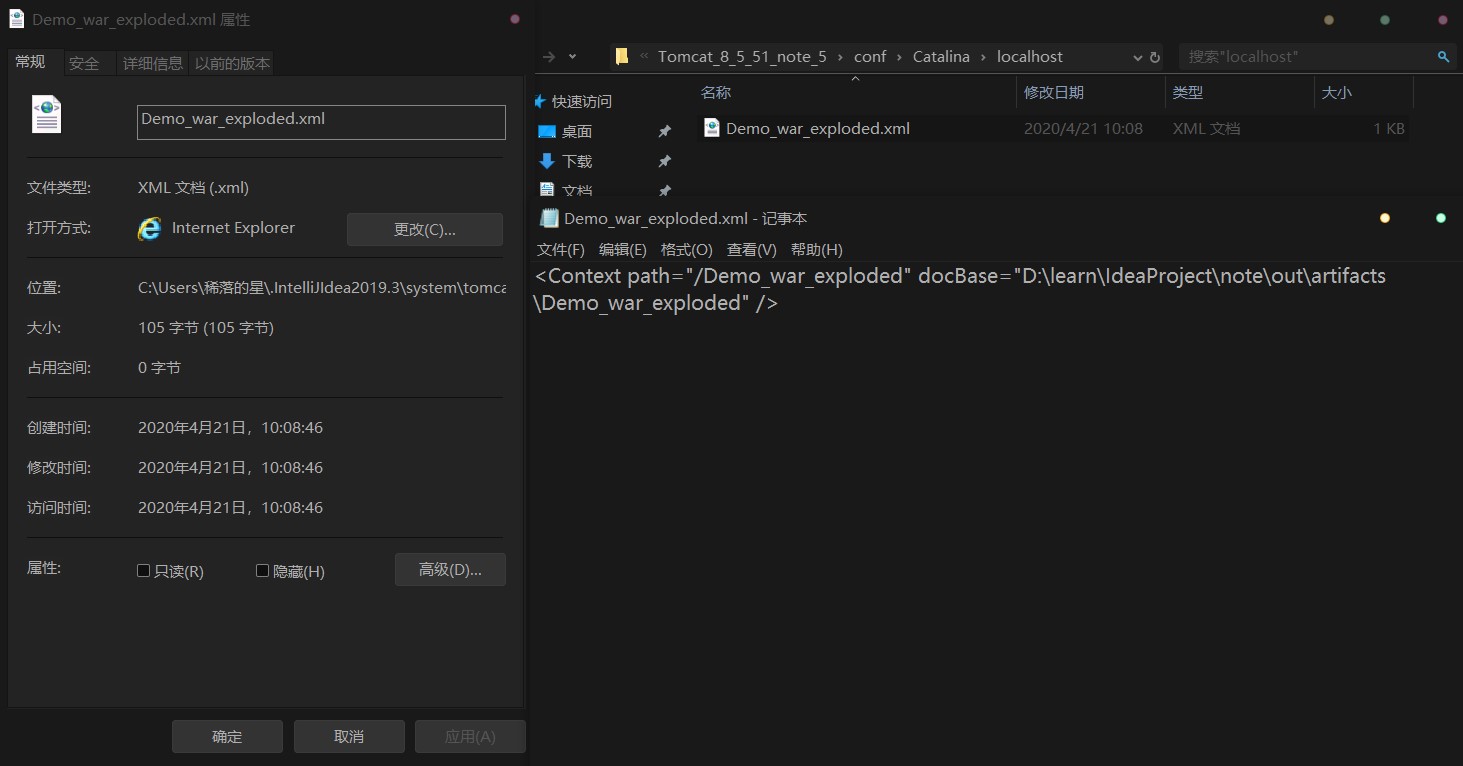 Demo_war_exploded.xml 属性
常规 安全 详细信息 以前的版本
Demo_war_exploded.xml
文件类型: XML 文档 (.xml)
打开方式: Internet Explorer 更改(C)...
位置: C:\Users\稀落的星\.IntelliJIdea2019.3\system\tomca
大小: 105 字节 (105 字节)
占用空间: 0 字节
创建时间: 2020年4月21日，10:08:46
修改时间: 2020年4月21日，10:08:46
访问时间: 2020年4月21日，10:08:46
属性: 只读(R) 隐藏(H) 高级(D)...
确定 取消 应用(A)
« Tomcat_8_5_51_note_5 › conf › Catalina › localhost 搜索"localhost"
名称 修改日期 类型 大小
快速访问
桌面
下载
文档
Demo_war_exploded.xml 2020/4/21 10:08 XML 文档 1 KB
Demo_war_exploded.xml - 记事本
文件(F) 编辑(E) 格式(O) 查看(V) 帮助(H)
<Context path="/Demo_war_exploded" docBase="D:\learn\IdeaProject\note\out\artifacts
\Demo_war_exploded" />